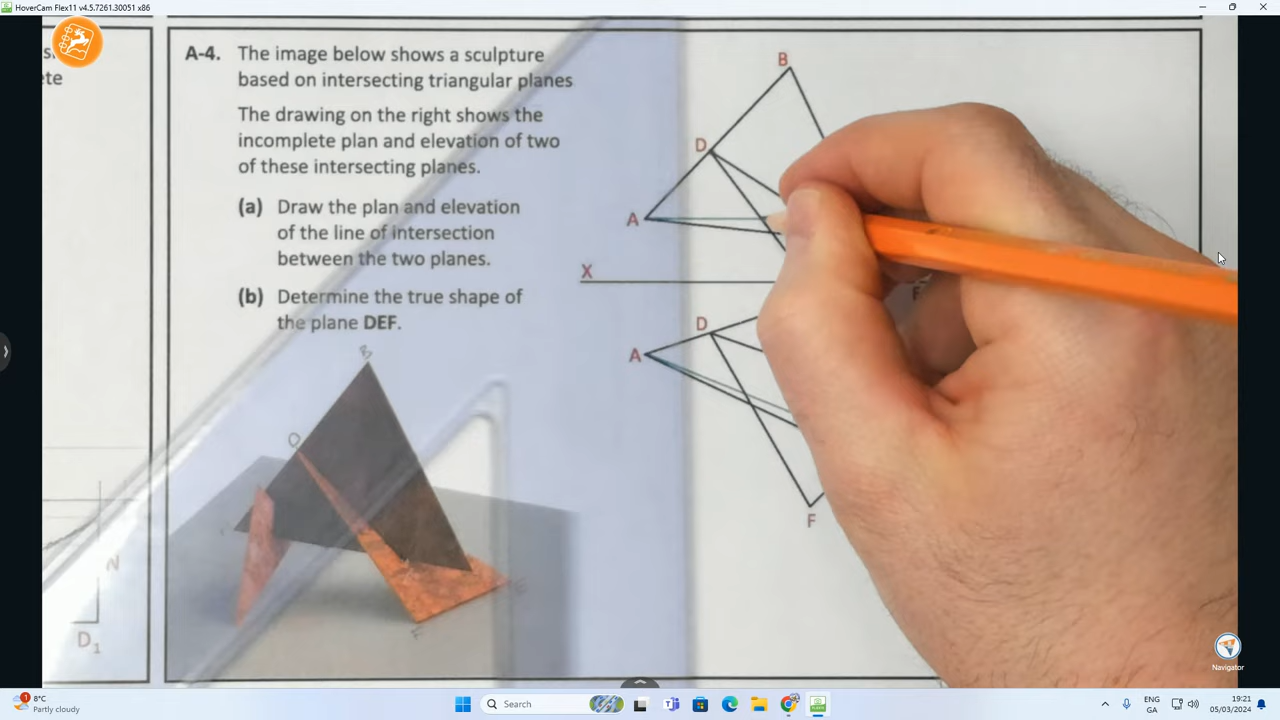 HoverCam Flex11 v4.5.7261.30051 x86
A-4. The image below shows a sculpture
based on intersecting triangular planes
The drawing on the right shows the
incomplete plan and elevation of two
of these intersecting planes.
(a) Draw the plan and elevation
of the line of intersection
between the two planes.
(b) Determine the true shape of
the plane DEF.
B
D
A
X
D
A
F
B
F
N
D1
Navigator
8°C
Partly cloudy
Search
ENG
GA
19:21
05/03/2024